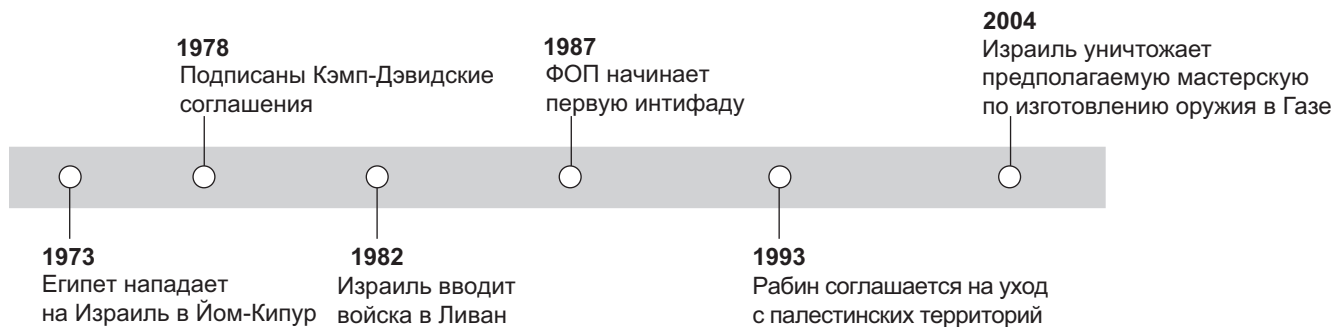 1978
Подписаны Кэмп-Дэвидские
соглашения
1987
ФОП начинает
первую интифаду
2004
Израиль уничтожает
предполагаемую мастерскую
по изготовлению оружия в Газе
1973
Египет нападает
на Израиль в Йом-Кипур
1982
Израиль вводит
войска в Ливан
1993
Рабин соглашается на уход
с палестинских территорий